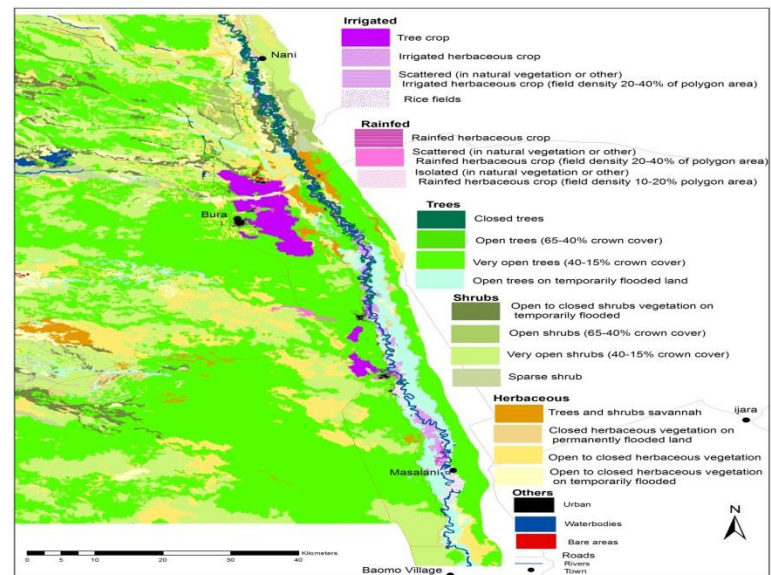 Irrigated
Tree crop
Irrigated herbaceous crop
Scattered (in natural vegetation or other)
Irrigated herbaceous crop (field density 20-40% of polygon area)
Rice fields
Rainfed
Rainfed herbaceous crop
Scattered (in natural vegetation or other)
Rainfed herbaceous crop (field density 20-40% of polygon area)
Isolated (in natural vegetation or other)
Rainfed herbaceous crop (field density 10-20% polygon area)
Trees
Closed trees
Open trees (65-40% crown cover)
Very open trees (40-15% crown cover)
Open trees on temporarily flooded land
Shrubs
Open to closed shrubs vegetation on
temporarily flooded
Open shrubs (65-40% crown cover)
Very open shrubs (40-15% crown cover)
Sparse shrub
Herbaceous
Trees and shrubs savannah
Closed herbaceous vegetation on
permanently flooded land
Open to closed herbaceous vegetation
Open to closed herbaceous vegetation
on temporarily flooded
Others
Urban
Waterbodies
Bare areas
Roads
Rivers
Town
Nani
Bura
Masalani
ijara
N
Kilometers
0 5 10 20 30 40
Baomo Village